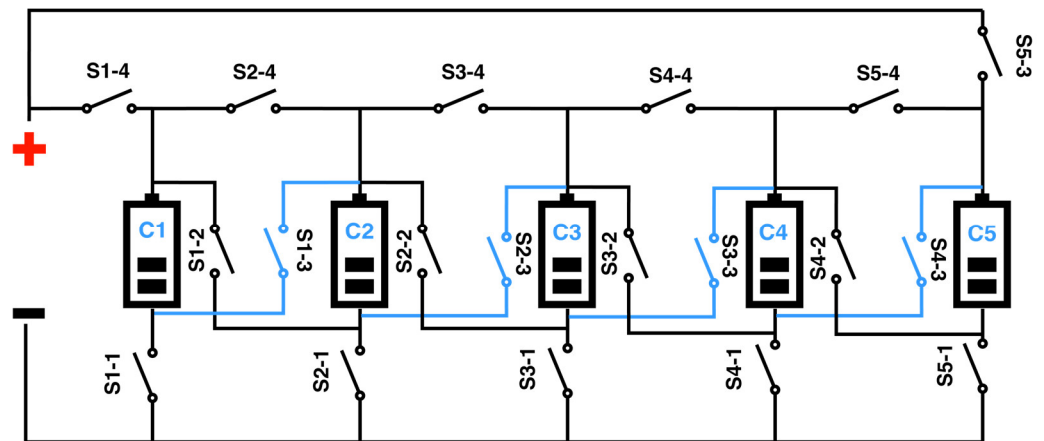 S5-3
S1-4
S2-4
S3-4
S4-4
S5-4
+
C1
S1-2
S1-3
C2
S2-2
S2-3
C3
S3-2
S3-3
C4
S4-2
S4-3
C5
-
S1-1
S2-1
S3-1
S4-1
S5-1